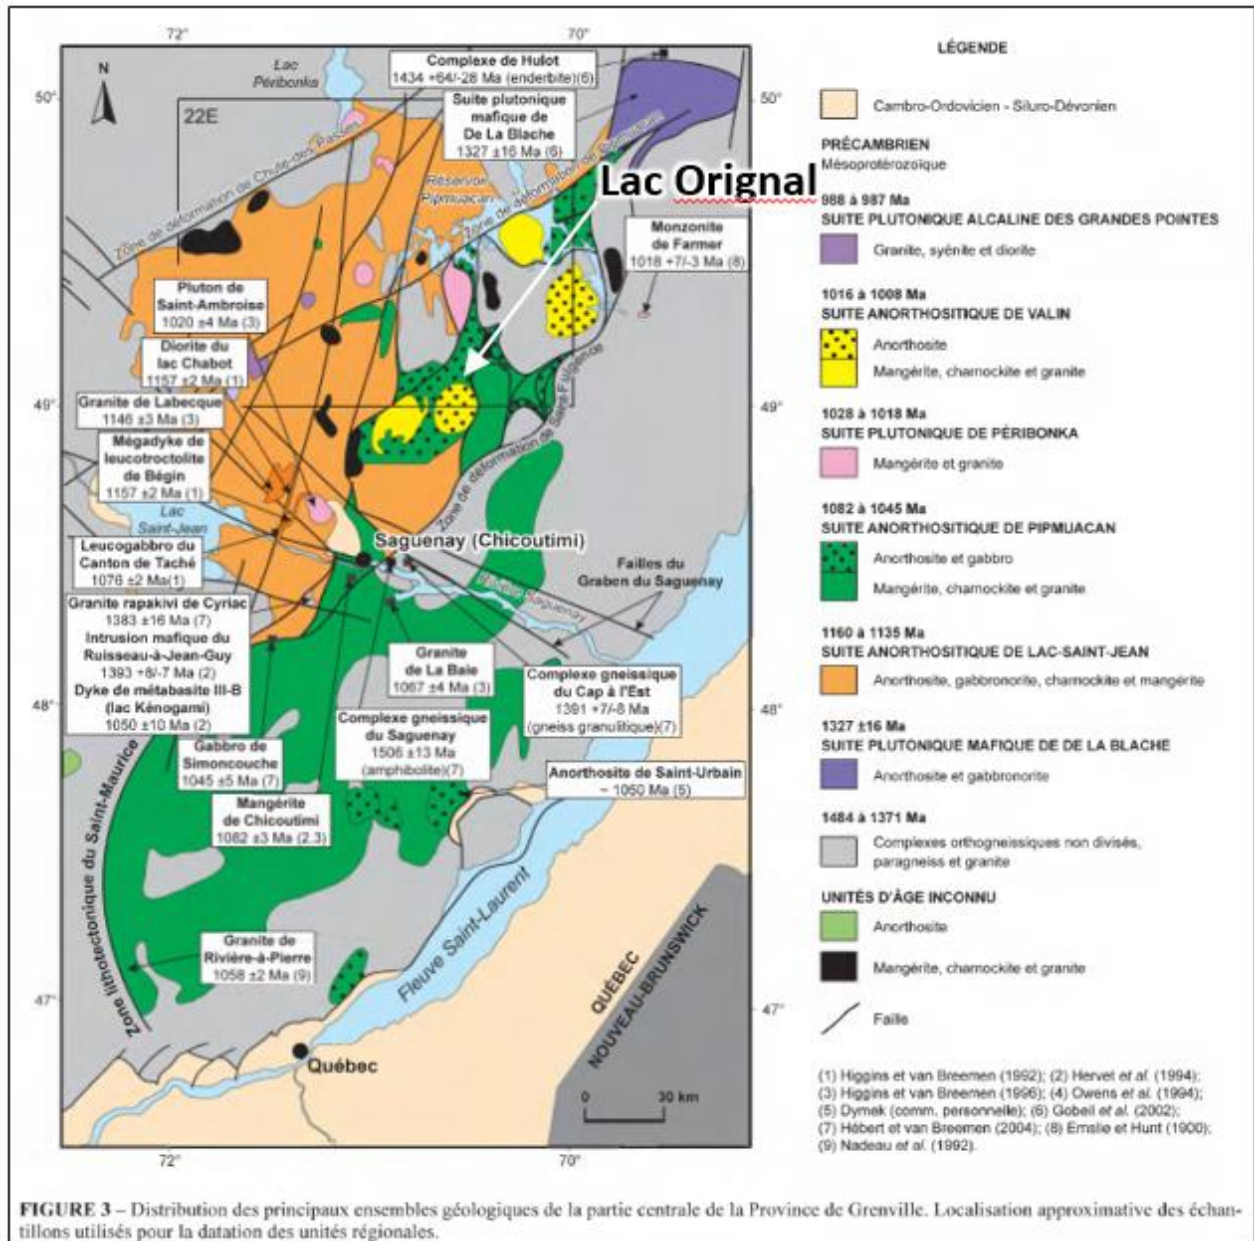 72°
70°
N
50°
50°
49°
49°
48°
48°
47°
47°
72°
70°
22E
Lac
Péribonka
Complexe de Hulot
1434 +64/-28 Ma (enderbite)(6)
Suite plutonique
mafique de
De La Blache
1327 ±16 Ma (6)
Zone de déformation de Chute-des-Passes
Réservoir
Pipmuacan
Zone de déformation de Pipmuacan
Lac Orignal
Monzonite
de Farmer
1018 +7/-3 Ma (8)
Pluton de
Saint-Ambroise
1020 ±4 Ma (3)
Diorite du
lac Chabot
1157 ±2 Ma (1)
Granite de Labecque
1146 ±3 Ma (3)
Mégadyke de
leucotroctolite
de Bégin
1157 ±2 Ma (1)
Lac
Saint-Jean
Zone de déformation de Saint-Fulgence
Saguenay (Chicoutimi)
Failles du
Graben du Saguenay
Rivière Saguenay
Leucogabbro du
Canton de Taché
1076 ±2 Ma(1)
Granite rapakivi de Cyriac
1383 ±16 Ma (7)
Intrusion mafique du
Ruisseau-à-Jean-Guy
1393 +8/-7 Ma (2)
Dyke de métabasite III-B
(lac Kénogami)
1050 ±10 Ma (2)
Granite
de La Baie
1067 ±4 Ma (3)
Complexe gneissique
du Cap à l'Est
1391 +7/-8 Ma
(gneiss granulitique)(7)
Complexe gneissique
du Saguenay
1506 ±13 Ma
(amphibolite)(7)
Gabbro de
Simoncouche
1045 ±5 Ma (7)
Mangérite
de Chicoutimi
1082 ±3 Ma (2.3)
Anorthosite de Saint-Urbain
~ 1050 Ma (5)
Zone lithotectonique du Saint-Maurice
Granite de
Rivière-à-Pierre
1058 ±2 Ma (9)
Fleuve Saint-Laurent
QUÉBEC
NOUVEAU-BRUNSWICK
Québec
0 30 km
LÉGENDE
Cambro-Ordovicien - Siluro-Dévonien
PRÉCAMBRIEN
Mésoprotérozoïque
988 à 987 Ma
SUITE PLUTONIQUE ALCALINE DES GRANDES POINTES
Granite, syénite et diorite
1016 à 1008 Ma
SUITE ANORTHOSITIQUE DE VALIN
Anorthosite
Mangérite, charnockite et granite
1028 à 1018 Ma
SUITE PLUTONIQUE DE PÉRIBONKA
Mangérite et granite
1082 à 1045 Ma
SUITE ANORTHOSITIQUE DE PIPMUACAN
Anorthosite et gabbro
Mangérite, charnockite et granite
1160 à 1135 Ma
SUITE ANORTHOSITIQUE DE LAC-SAINT-JEAN
Anorthosite, gabbronorite, charnockite et mangérite
1327 ±16 Ma
SUITE PLUTONIQUE MAFIQUE DE DE LA BLACHE
Anorthosite et gabbronorite
1484 à 1371 Ma
Complexes orthogneissiques non divisés,
paragneiss et granite
UNITÉS D'ÂGE INCONNU
Anorthosite
Mangérite, charnockite et granite
Faille
(1) Higgins et van Breemen (1992); (2) Hervet et al. (1994);
(3) Higgins et van Breemen (1996); (4) Owens et al. (1994);
(5) Dymek (comm. personnelle); (6) Gobeil et al. (2002);
(7) Hébert et van Breemen (2004); (8) Emslie et Hunt (1900);
(9) Nadeau et al. (1992).
FIGURE 3 – Distribution des principaux ensembles géologiques de la partie centrale de la Province de Grenville. Localisation approximative des échan-
tillons utilisés pour la datation des unités régionales.